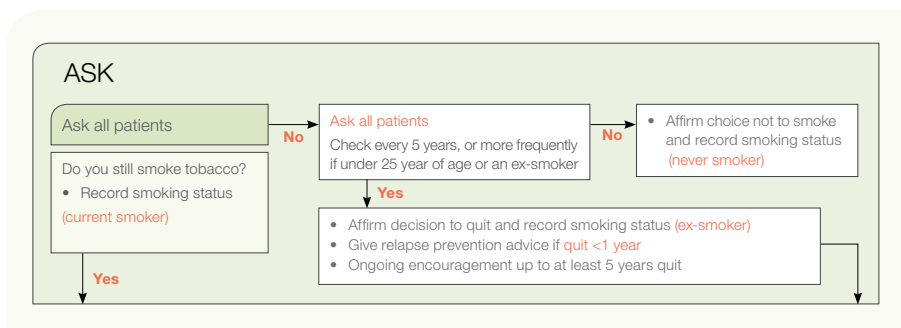 ASK
Ask all patients
Do you still smoke tobacco?
• Record smoking status
(current smoker)
Yes
No
Ask all patients
Check every 5 years, or more frequently
if under 25 year of age or an ex-smoker
No
• Affirm choice not to smoke
and record smoking status
(never smoker)
Yes
• Affirm decision to quit and record smoking status (ex-smoker)
• Give relapse prevention advice if quit <1 year
• Ongoing encouragement up to at least 5 years quit